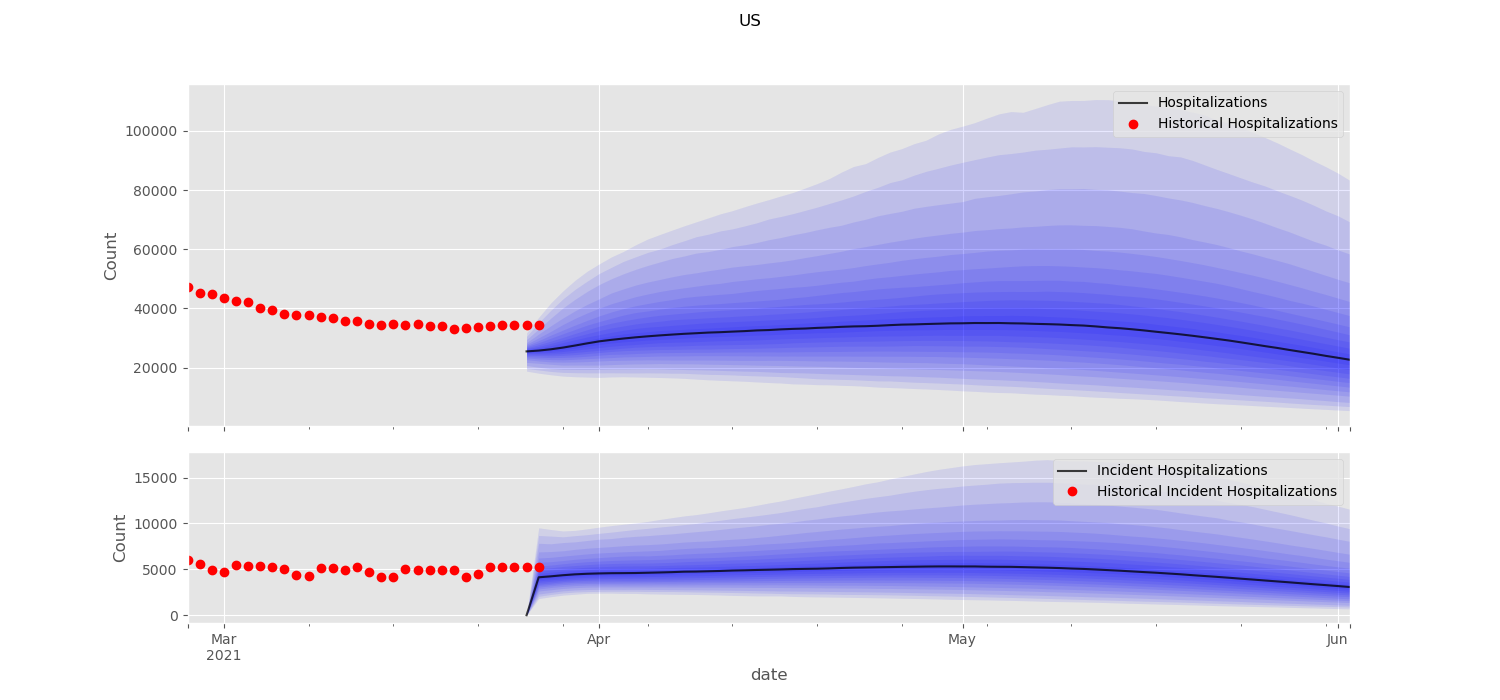 US
Hospitalizations
Historical Hospitalizations
100000
80000
60000
40000
20000
Count
Incident Hospitalizations
Historical Incident Hospitalizations
15000
10000
5000
0
Count
Mar
2021
Apr
May
Jun
date